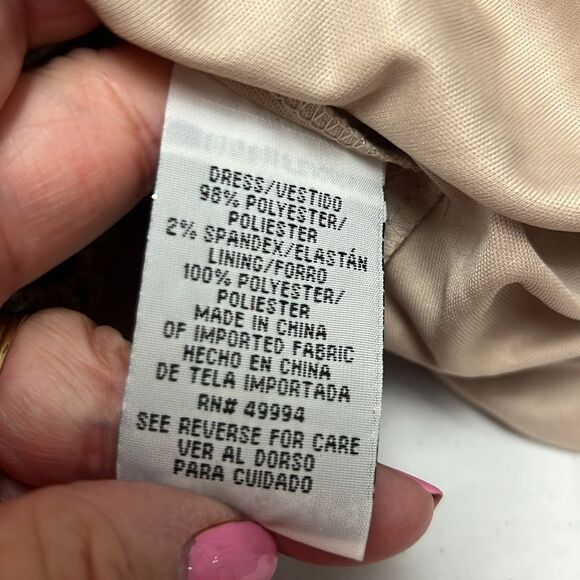 DRESS/VESTIDO
98% POLYESTER/
POLIESTER
2% SPANDEX/ELASTÁN
LINING/FORRO
100% POLYESTER/
POLIESTER
MADE IN CHINA
OF IMPORTED FABRIC
HECHO EN CHINA
DE TELA IMPORTADA
RN# 49994
SEE REVERSE FOR CARE
VER AL DORSO
PARA CUIDADO